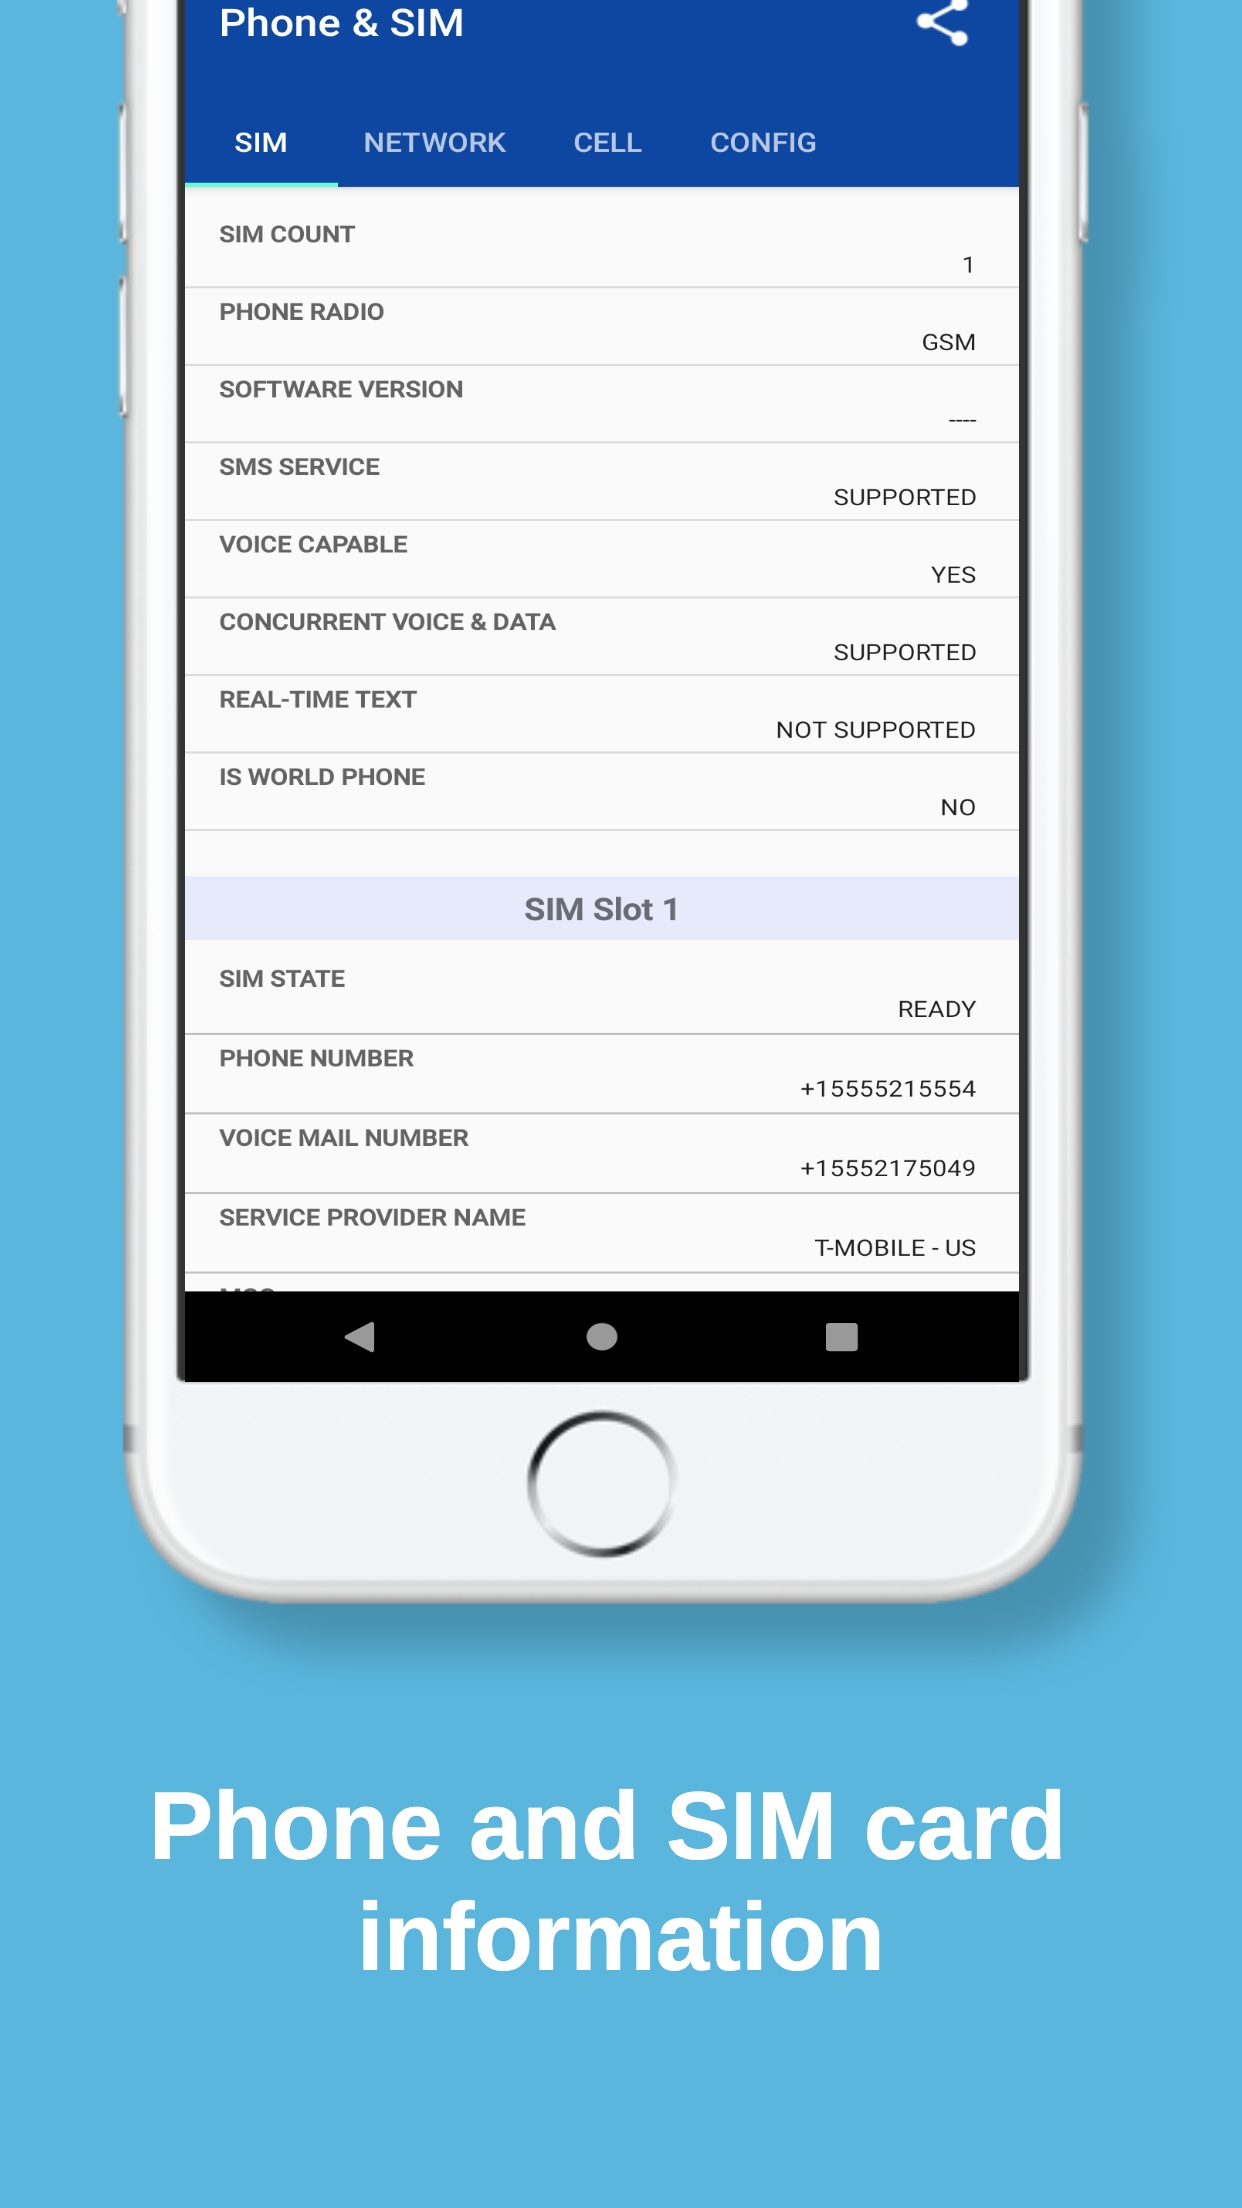 Phone & SIM
SIM NETWORK CELL CONFIG
SIM COUNT
1
PHONE RADIO
GSM
SOFTWARE VERSION
----
SMS SERVICE
SUPPORTED
VOICE CAPABLE
YES
CONCURRENT VOICE & DATA
SUPPORTED
REAL-TIME TEXT
NOT SUPPORTED
IS WORLD PHONE
NO
SIM Slot 1
SIM STATE
READY
PHONE NUMBER
+15555215554
VOICE MAIL NUMBER
+15552175049
SERVICE PROVIDER NAME
T-MOBILE - US
Phone and SIM card
information